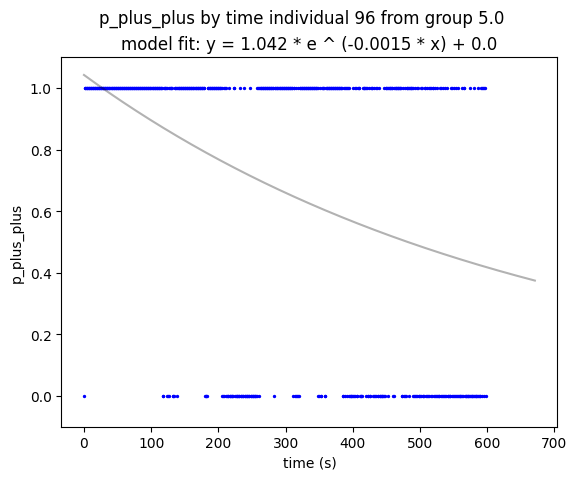 p_plus_plus by time individual 96 from group 5.0
model fit: y = 1.042 * e ^ (-0.0015 * x) + 0.0
1.0
0.8
p_plus_plus
0.6
0.4
0.2
0.0
0 100 200 300 400 500 600 700
time (s)